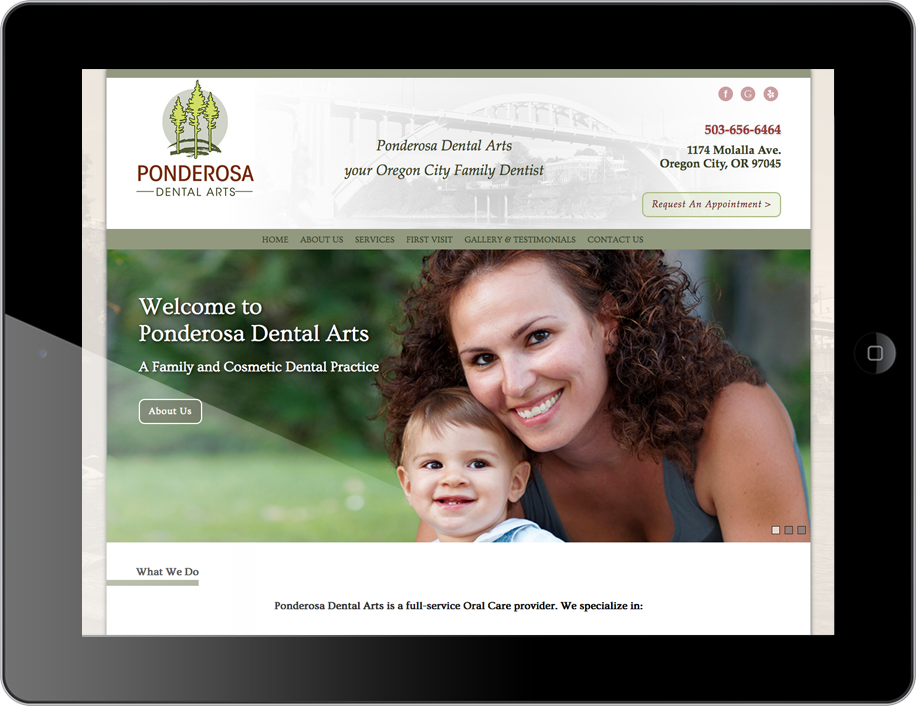 PONDEROSA
DENTAL ARTS
Ponderosa Dental Arts
your Oregon City Family Dentist
f G
503-656-6464
1174 Molalla Ave.
Oregon City, OR 97045
Request An Appointment >
HOME ABOUT US SERVICES FIRST VISIT GALLERY & TESTIMONIALS CONTACT US
Welcome to
Ponderosa Dental Arts
A Family and Cosmetic Dental Practice
About Us
What We Do
Ponderosa Dental Arts is a full-service Oral Care provider. We specialize in: